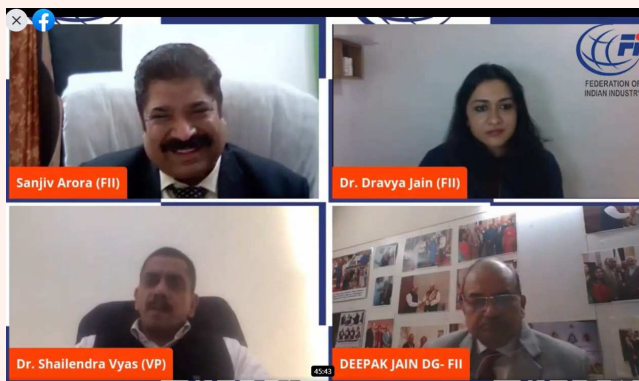 FEDERATION OF
INDIAN INDUSTRY
Sanjiv Arora (FII)
Dr. Dravya Jain (FII)
Dr. Shailendra Vyas (VP)
45:43
DEEPAK JAIN DG- FII